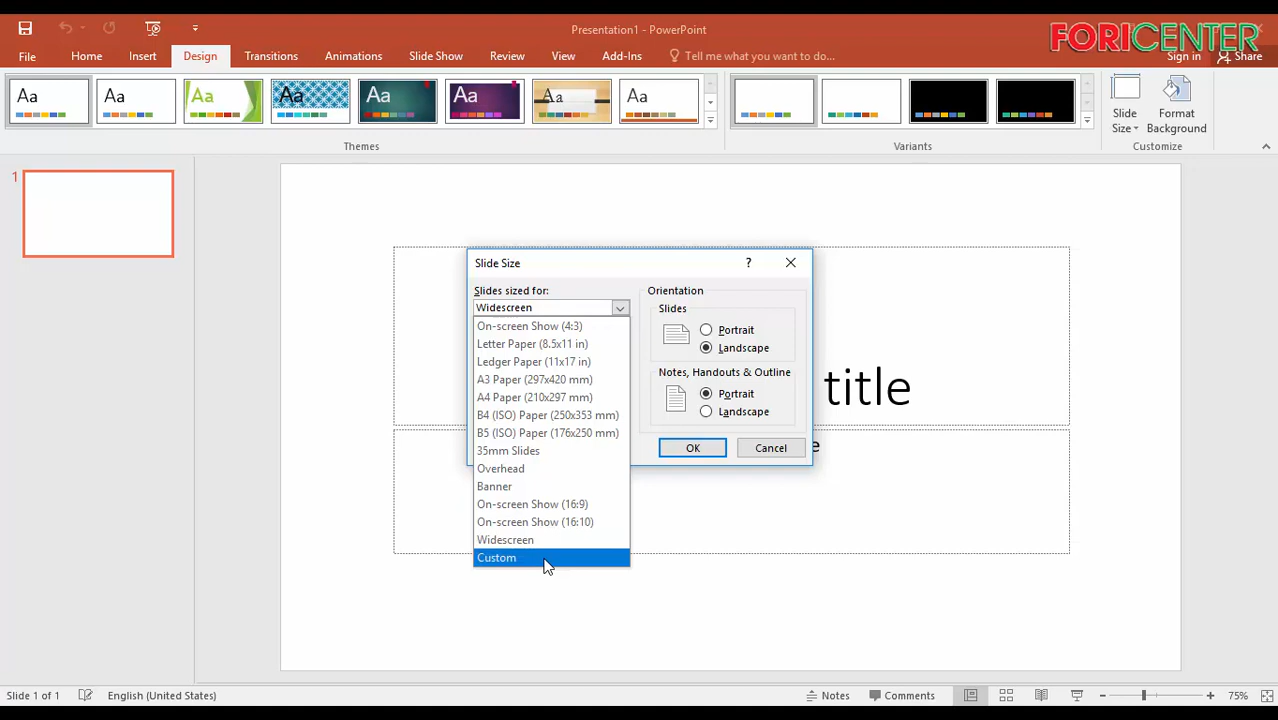 Presentation1 - PowerPoint
FORICENTER
File Home Insert Design Transitions Animations Slide Show Review View Add-Ins Tell me what you want to do... Sign in Share
Aa Aa Aa Aa Aa Aa Aa Aa
Slide Size
Format Background
Themes Variants Customize
1
Slide Size ?
Slides sized for:
Widescreen
On-screen Show (4:3)
Letter Paper (8.5x11 in)
Ledger Paper (11x17 in)
A3 Paper (297x420 mm)
A4 Paper (210x297 mm)
B4 (ISO) Paper (250x353 mm)
B5 (ISO) Paper (176x250 mm)
35mm Slides
Overhead
Banner
On-screen Show (16:9)
On-screen Show (16:10)
Widescreen
Custom
Orientation
Slides
Portrait
Landscape
Notes, Handouts & Outline
Portrait
Landscape
OK Cancel
title
e
Slide 1 of 1 English (United States) Notes Comments 75%